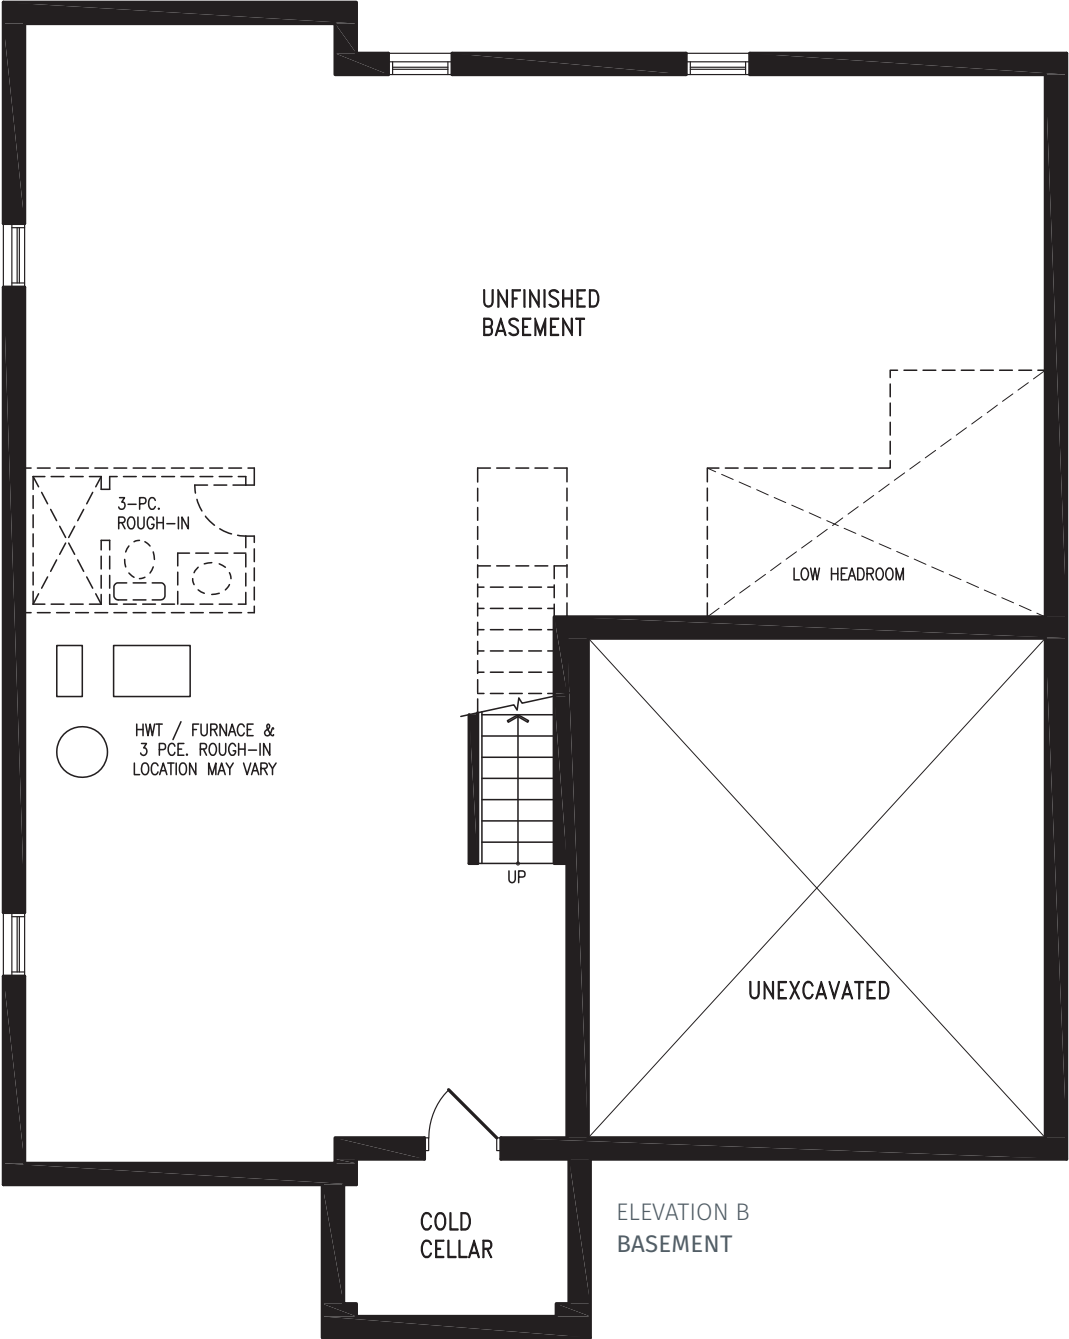 UNFINISHED
BASEMENT
3-PC.
ROUGH-IN
LOW HEADROOM
HWT / FURNACE &
3 PCE. ROUGH-IN
LOCATION MAY VARY
UP
UNEXCAVATED
COLD
CELLAR
ELEVATION B
BASEMENT